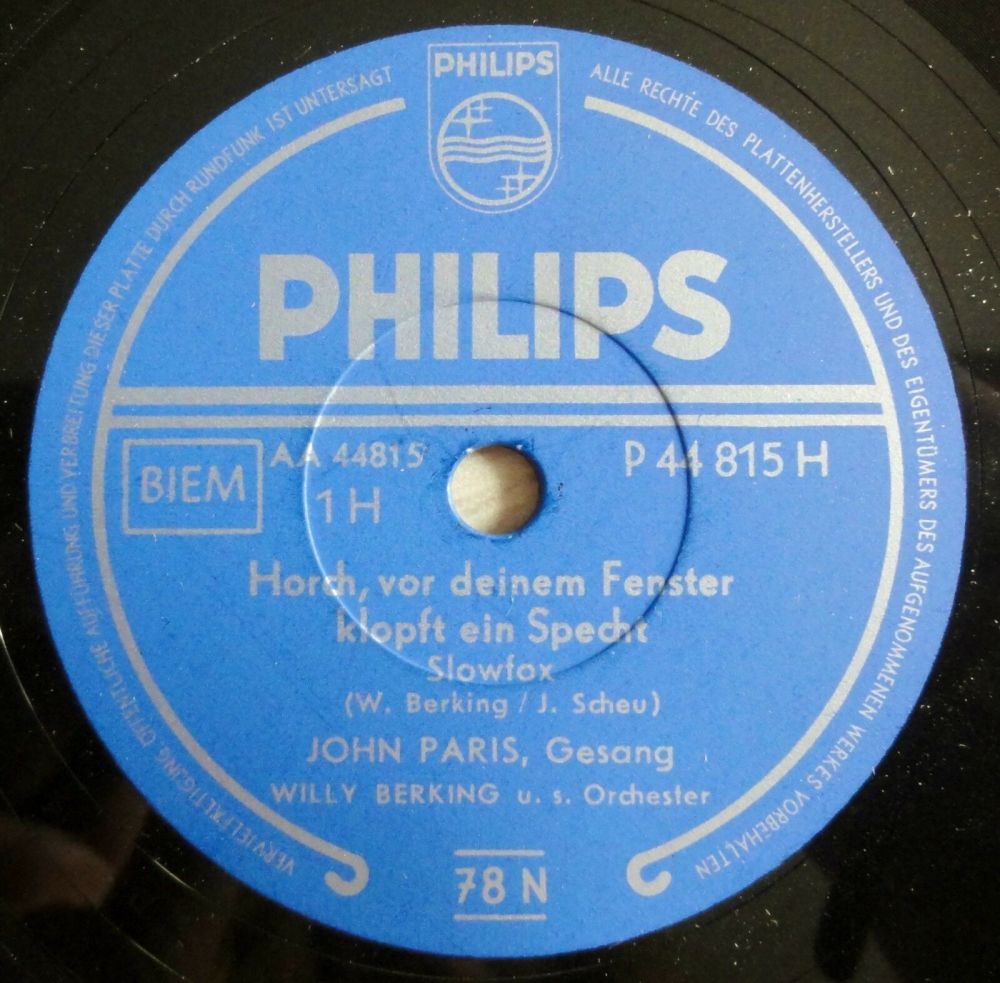 PHILIPS
ALLE RECHTE DES PLATTENHERSTELLERS UND DES EIGENTÜMERS DES AUFGENOMMENEN WERKES VORBEHALTEN
VERVIELFÄLTIGUNG ÖFFENTLICHE AUFFÜHRUNG UND VERBREITUNG DIESER PLATTE DURCH RUNDFUNK IST UNTERSAGT
PHILIPS
BIEM
AA 44815
1 H
P 44 815 H
Horch, vor deinem Fenster
klopft ein Specht
Slowfox
(W. Berking / J. Scheu)
JOHN PARIS, Gesang
WILLY BERKING u. s. Orchester
78 N